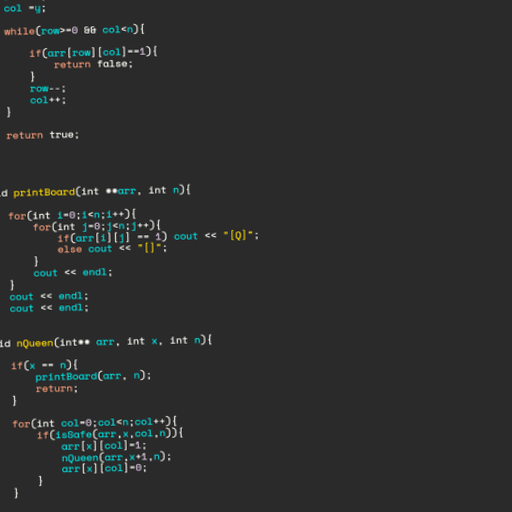 col =y;
while(row>=0 && col<n){
if(arr[row][col]==1){
return false;
}
row--;
col++;
}
return true;
id printBoard(int **arr, int n){
for(int i=0;i<n;i++){
for(int j=0;j<n;j++){
if(arr[i][j] == 1) cout << "[Q]";
else cout << "[]";
}
cout << endl;
}
cout << endl;
cout << endl;
id nQueen(int** arr, int x, int n){
if(x == n){
printBoard(arr, n);
return;
}
for(int col=0;col<n;col++){
if(isSafe(arr,x,col,n)){
arr[x][col]=1;
nQueen(arr,x+1,n);
arr[x][col]=0;
}
}